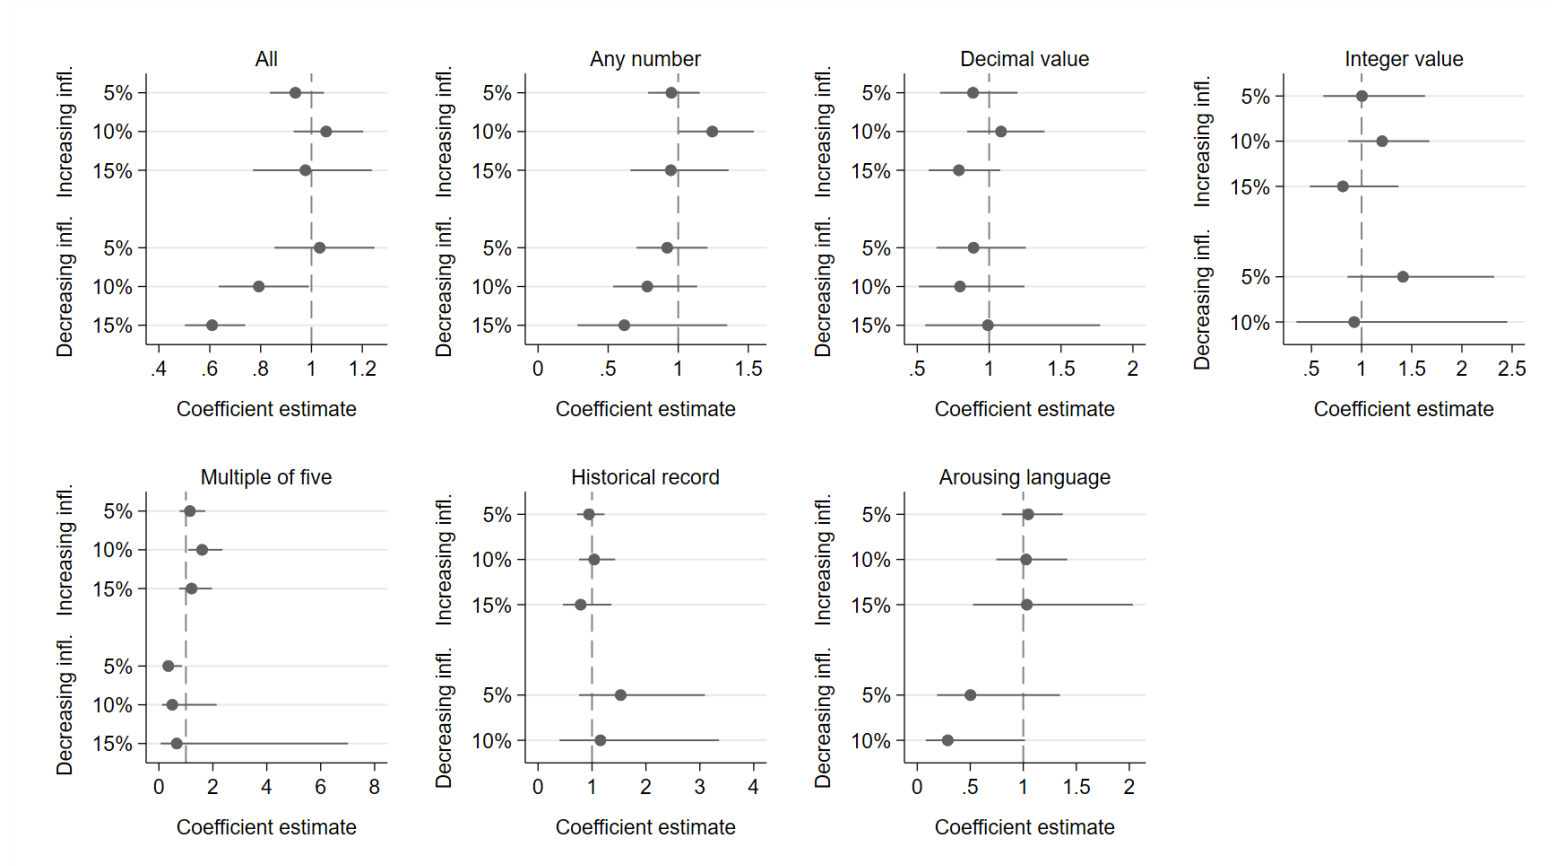 All
Increasing infl.
5%
10%
15%
Decreasing infl.
5%
10%
15%
.4 .6 .8 1 1.2
Coefficient estimate
Any number
Increasing infl.
5%
10%
15%
Decreasing infl.
5%
10%
15%
0 .5 1 1.5
Coefficient estimate
Decimal value
Increasing infl.
5%
10%
15%
Decreasing infl.
5%
10%
15%
.5 1 1.5 2
Coefficient estimate
Integer value
Increasing infl.
5%
10%
15%
Decreasing infl.
5%
10%
.5 1 1.5 2 2.5
Coefficient estimate
Multiple of five
Increasing infl.
5%
10%
15%
Decreasing infl.
5%
10%
15%
0 2 4 6 8
Coefficient estimate
Historical record
Increasing infl.
5%
10%
15%
Decreasing infl.
5%
10%
0 1 2 3 4
Coefficient estimate
Arousing language
Increasing infl.
5%
10%
15%
Decreasing infl.
5%
10%
0 .5 1 1.5 2
Coefficient estimate